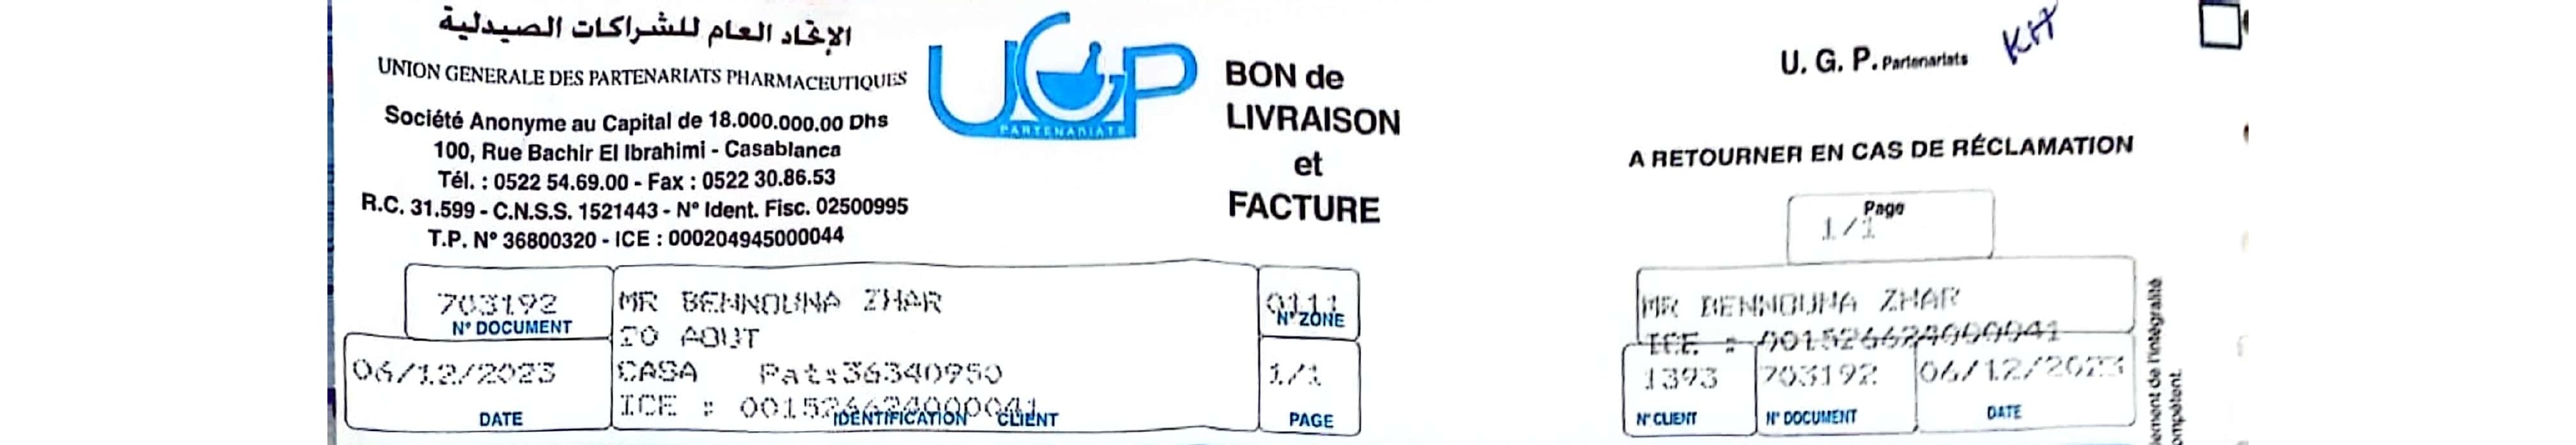 الإتحاد العام للشراكات الصيدلية
UNION GENERALE DES PARTENARIATS PHARMACEUTIQUES
Société Anonyme au Capital de 18.000.000.00 Dhs
100, Rue Bachir El Ibrahimi - Casablanca
Tél. : 0522 54.69.00 - Fax : 0522 30.86.53
R.C. 31.599 - C.N.S.S. 1521443 - N° Ident. Fisc. 02500995
T.P. N° 36800320 - ICE : 000204945000044
UGP
PARTENARIATS
BON de
LIVRAISON
et
FACTURE
703192
N° DOCUMENT
06/12/2023
DATE
MR BENNOUNA ZHAR
20 AOUT
CASA Pat:36340950
ICE : 001526624000041
IDENTIFICATION CLIENT
0111
N° ZONE
1/1
PAGE
U. G. P. Partenariats
KH
A RETOURNER EN CAS DE RÉCLAMATION
Page
1/1
MR BENNOUNA ZHAR
ICE : 001526624000041
1393
N° CLIENT
703192
N° DOCUMENT
06/12/2023
DATE
l'intégralité